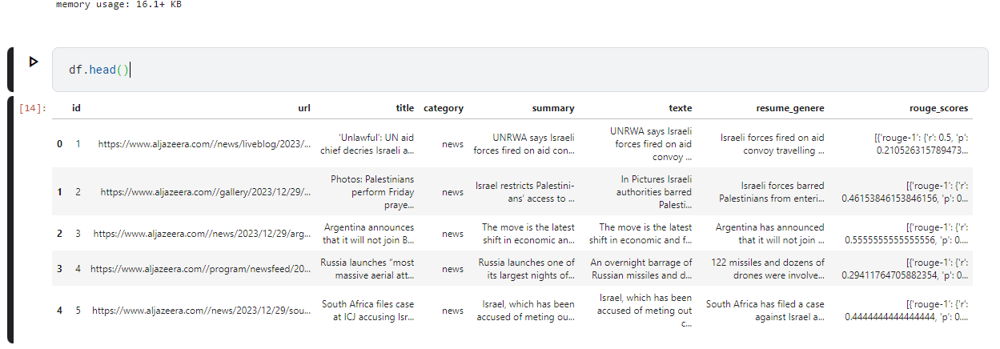 memory usage: 16.1+ KB
df.head()
[14]:
id url title category summary texte resume_genere rouge_scores
0 1 https://www.aljazeera.com//news/liveblog/2023/... 'Unlawful': UN aid chief decries Israeli a... news UNRWA says Israeli forces fired on aid con... UNRWA says Israeli forces fired on aid convoy ... Israeli forces fired on aid convoy travelling ... [{'rouge-1': {'r': 0.5, 'p': 0.210526315789473...
1 2 https://www.aljazeera.com//gallery/2023/12/29/... Photos: Palestinians perform Friday praye... news Israel restricts Palestini-ans' access to ... In Pictures Israeli authorities barred Palesti... Israeli forces barred Palestinians from enteri... [{'rouge-1': {'r': 0.46153846153846156, 'p': 0...
2 3 https://www.aljazeera.com//news/2023/12/29/arg... Argentina announces that it will not join B... news The move is the latest shift in economic an... The move is the latest shift in economic and f... Argentina has announced that it will not join ... [{'rouge-1': {'r': 0.5555555555555556, 'p': 0....
3 4 https://www.aljazeera.com//program/newsfeed/20... Russia launches "most massive aerial att... news Russia launches one of its largest nights of... An overnight barrage of Russian missiles and d... 122 missiles and dozens of drones were involve... [{'rouge-1': {'r': 0.29411764705882354, 'p': 0...
4 5 https://www.aljazeera.com//news/2023/12/29/sou... South Africa files case at ICJ accusing Isr... news Israel, which has been accused of meting ou... Israel, which has been accused of meting out c... South Africa has filed a case against Israel a... [{'rouge-1': {'r': 0.4444444444444444, 'p': 0....